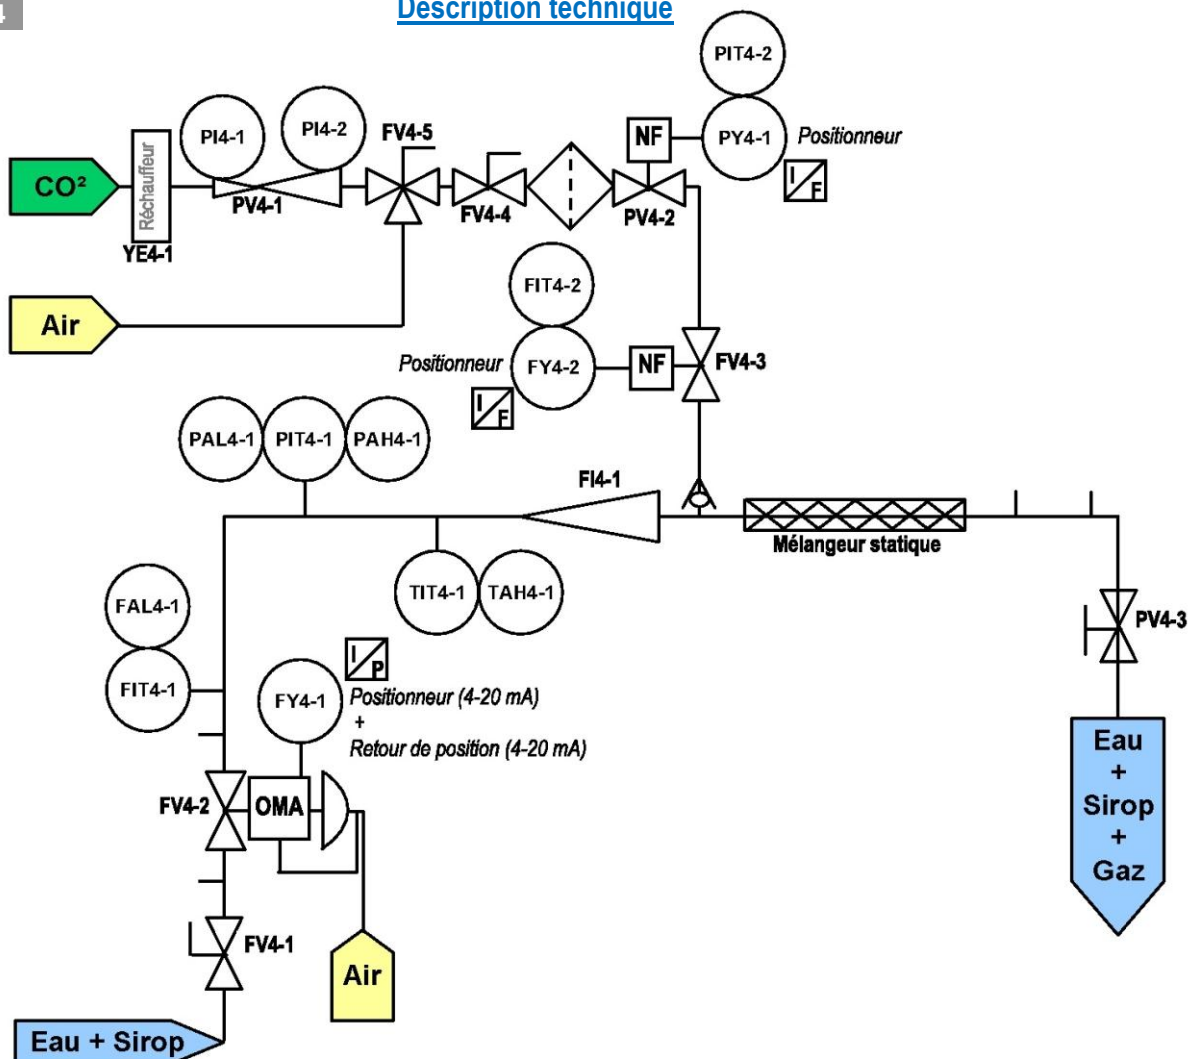 4
Description technique
PIT4-2
PI4-1
PI4-2
FV4-5
NF
PY4-1
Positionneur
CO²
Réchauffeur
I/F
PV4-1
FV4-4
PV4-2
YE4-1
FIT4-2
Air
Positionneur
FY4-2
NF
FV4-3
I/F
PAL4-1
PIT4-1
PAH4-1
FI4-1
Mélangeur statique
TIT4-1
TAH4-1
FAL4-1
PV4-3
I/P
FIT4-1
FY4-1
Positionneur (4-20 mA)
+
Retour de position (4-20 mA)
Eau
+
Sirop
+
Gaz
FV4-2
OMA
FV4-1
Air
Eau + Sirop